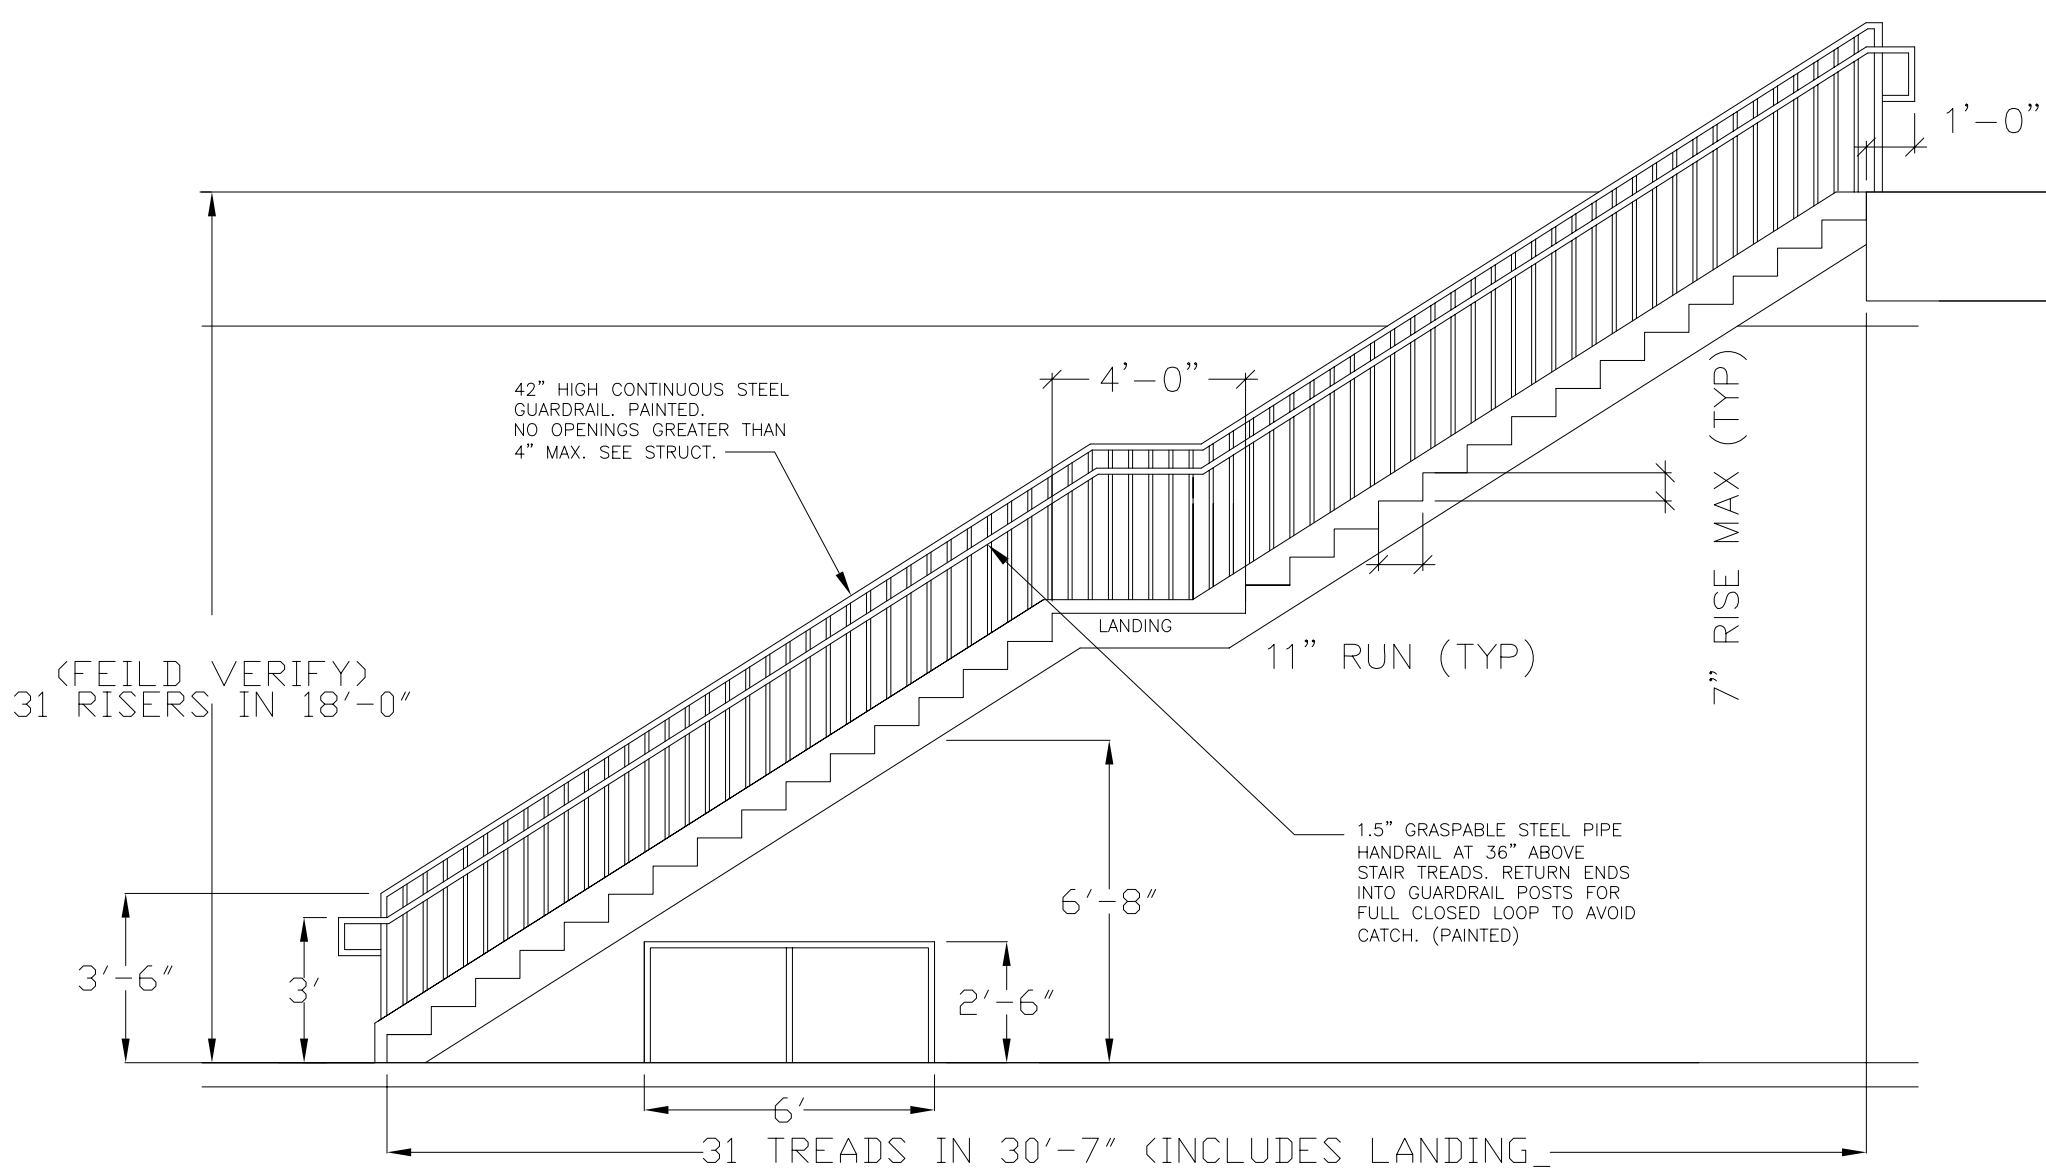 1'-0"
4'-0"
42" HIGH CONTINUOUS STEEL
GUARDRAIL. PAINTED.
NO OPENINGS GREATER THAN
4" MAX. SEE STRUCT.
7" RISE MAX (TYP)
LANDING
11" RUN (TYP)
(FEILD VERIFY)
31 RISERS IN 18'-0"
1.5" GRASPABLE STEEL PIPE
HANDRAIL AT 36" ABOVE
STAIR TREADS. RETURN ENDS
INTO GUARDRAIL POSTS FOR
FULL CLOSED LOOP TO AVOID
CATCH. (PAINTED)
6'-8"
3'-6"
3'
2'-6"
6'
31 TREADS IN 30'-7" (INCLUDES LANDING_